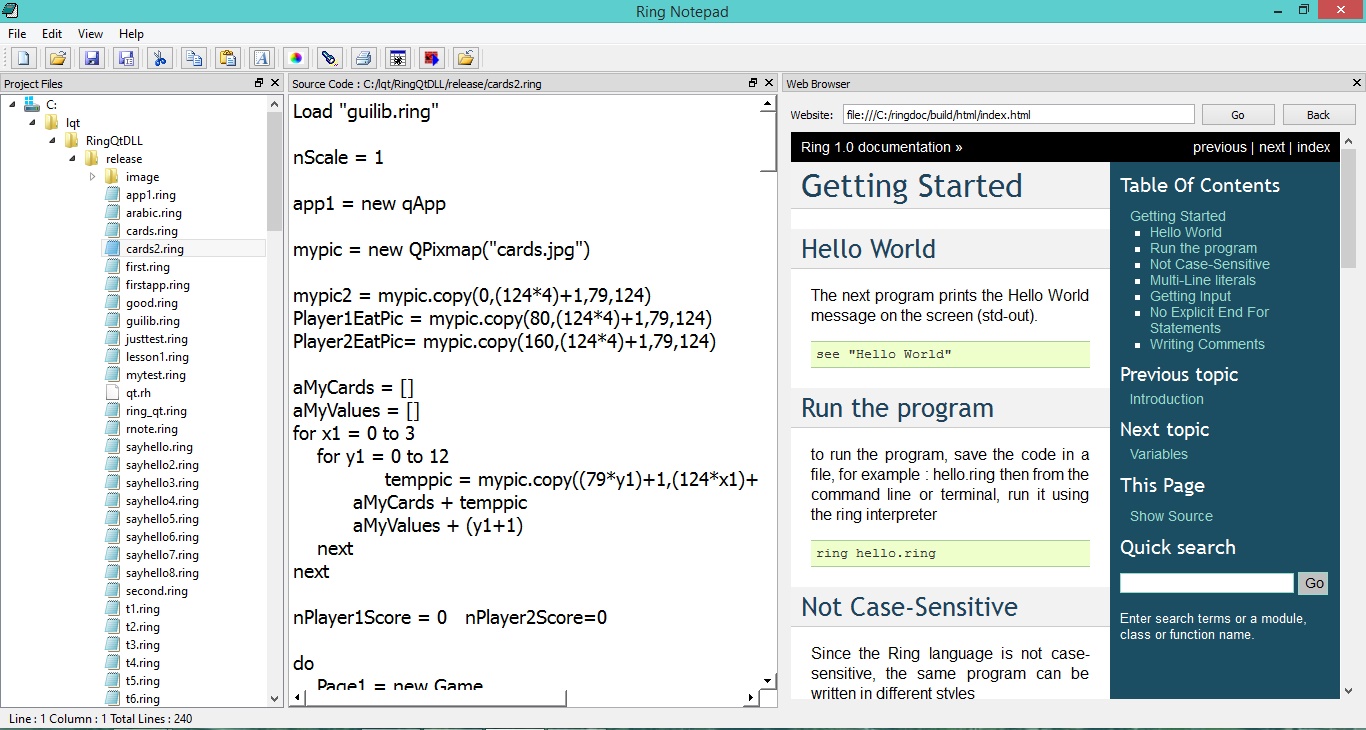 Ring Notepad
File Edit View Help
Project Files
C:
lqt
RingQtDLL
release
image
app1.ring
arabic.ring
cards.ring
cards2.ring
first.ring
firstapp.ring
good.ring
guilib.ring
justtest.ring
lesson1.ring
mytest.ring
qt.rh
ring_qt.ring
rnote.ring
sayhello.ring
sayhello2.ring
sayhello3.ring
sayhello4.ring
sayhello5.ring
sayhello6.ring
sayhello7.ring
sayhello8.ring
second.ring
t1.ring
t2.ring
t3.ring
t4.ring
t5.ring
t6.ring
Source Code : C:/lqt/RingQtDLL/release/cards2.ring
Load "guilib.ring"
nScale = 1
app1 = new qApp
mypic = new QPixmap("cards.jpg")
mypic2 = mypic.copy(0,(124*4)+1,79,124)
Player1EatPic = mypic.copy(80,(124*4)+1,79,124)
Player2EatPic= mypic.copy(160,(124*4)+1,79,124)
aMyCards = []
aMyValues = []
for x1 = 0 to 3
for y1 = 0 to 12
temppic = mypic.copy((79*y1)+1,(124*x1)+
aMyCards + temppic
aMyValues + (y1+1)
next
next
nPlayer1Score = 0   nPlayer2Score=0
do
Page1 = new Game
Web Browser
Website: file:///C:/ringdoc/build/html/index.html Go Back
Ring 1.0 documentation » previous | next | index
Getting Started
Hello World
The next program prints the Hello World
message on the screen (std-out).
see "Hello World"
Run the program
to run the program, save the code in a
file, for example : hello.ring then from the
command line or terminal, run it using
the ring interpreter
ring hello.ring
Not Case-Sensitive
Since the Ring language is not case-
sensitive, the same program can be
written in different styles
Table Of Contents
Getting Started
Hello World
Run the program
Not Case-Sensitive
Multi-Line literals
Getting Input
No Explicit End For
Statements
Writing Comments
Previous topic
Introduction
Next topic
Variables
This Page
Show Source
Quick search
Go
Enter search terms or a module,
class or function name.
Line : 1 Column : 1 Total Lines : 240